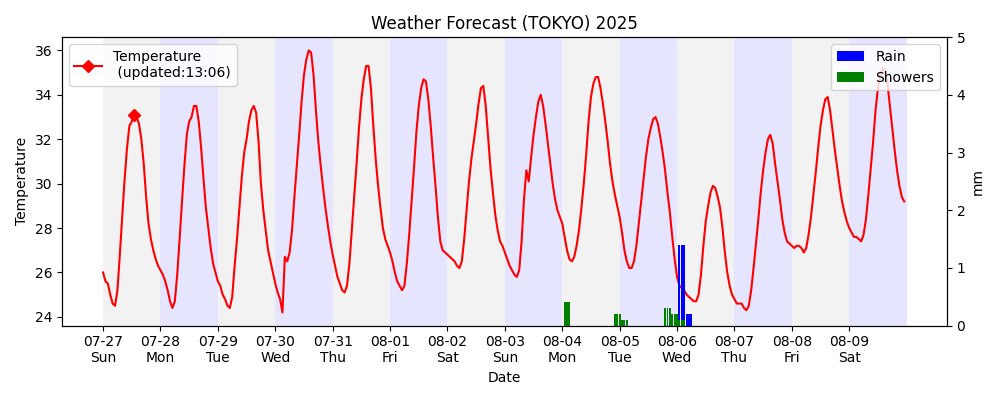 Weather Forecast (TOKYO) 2025
Temperature
(updated:13:06)
Rain
Showers
36
34
32
30
28
26
24
Temperature
5
4
3
2
1
0
mm
07-27 07-28 07-29 07-30 07-31 08-01 08-02 08-03 08-04 08-05 08-06 08-07 08-08 08-09
Sun Mon Tue Wed Thu Fri Sat Sun Mon Tue Wed Thu Fri Sat
Date